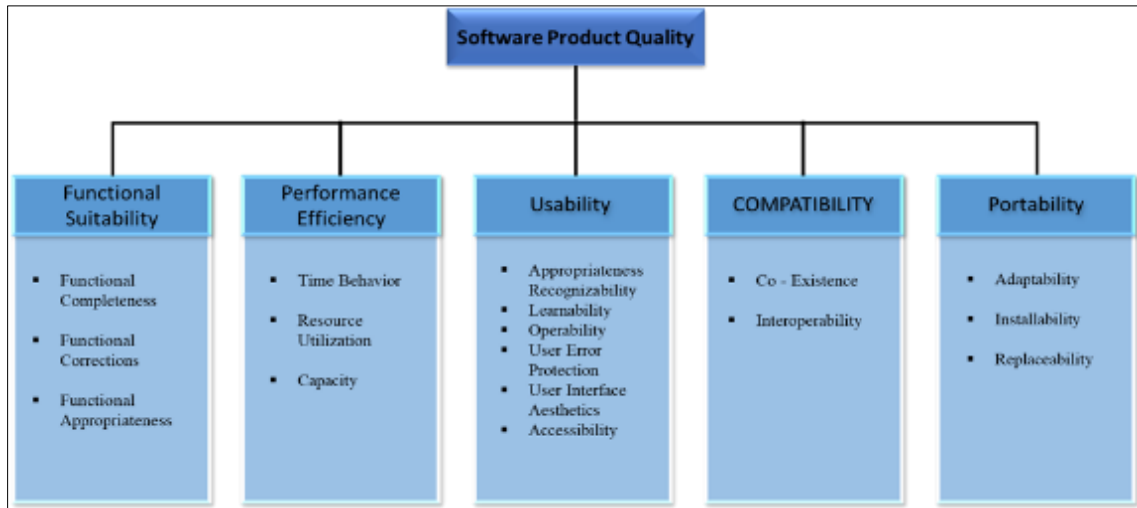 Software Product Quality
Functional
Suitability
Functional
Completeness
Functional
Corrections
Functional
Appropriateness
Performance
Efficiency
Time Behavior
Resource
Utilization
Capacity
Usability
Appropriateness
Recognizability
Learnability
Operability
User Error
Protection
User Interface
Aesthetics
Accessibility
COMPATIBILITY
Co - Existence
Interoperability
Portability
Adaptability
Installability
Replaceability